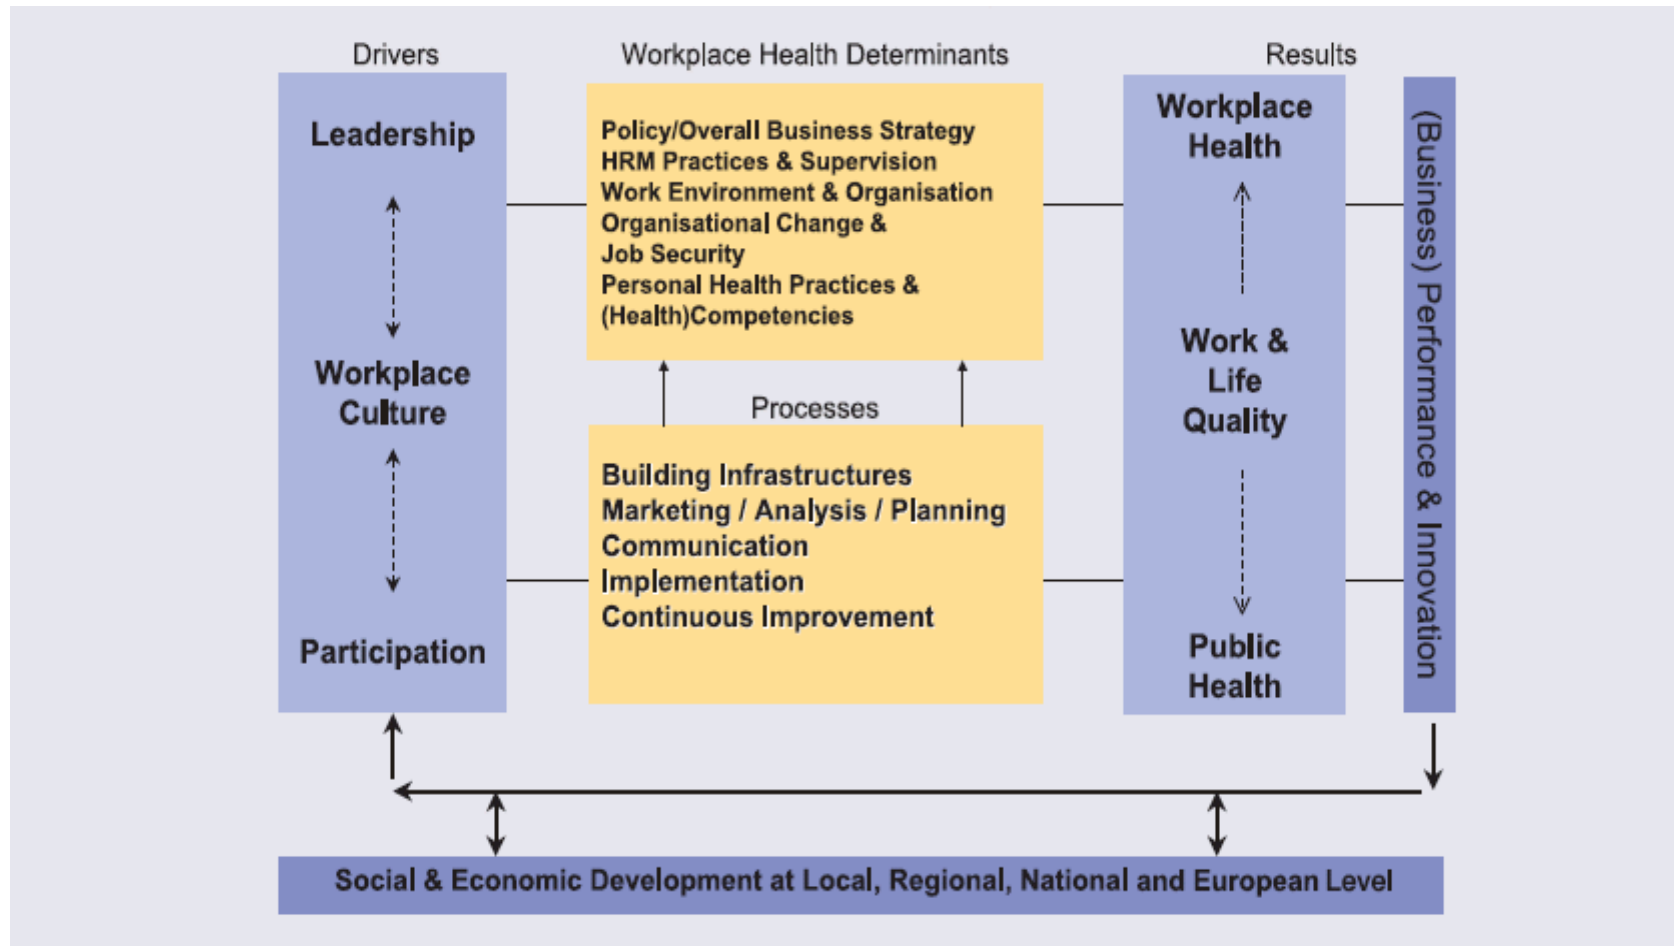 Drivers
Workplace Health Determinants
Results
Leadership
Workplace
Culture
Participation
Policy/Overall Business Strategy
HRM Practices & Supervision
Work Environment & Organisation
Organisational Change &
Job Security
Personal Health Practices &
(Health)Competencies
Processes
Building Infrastructures
Marketing / Analysis / Planning
Communication
Implementation
Continuous Improvement
Workplace
Health
Work &
Life
Quality
Public
Health
(Business) Performance & Innovation
Social & Economic Development at Local, Regional, National and European Level